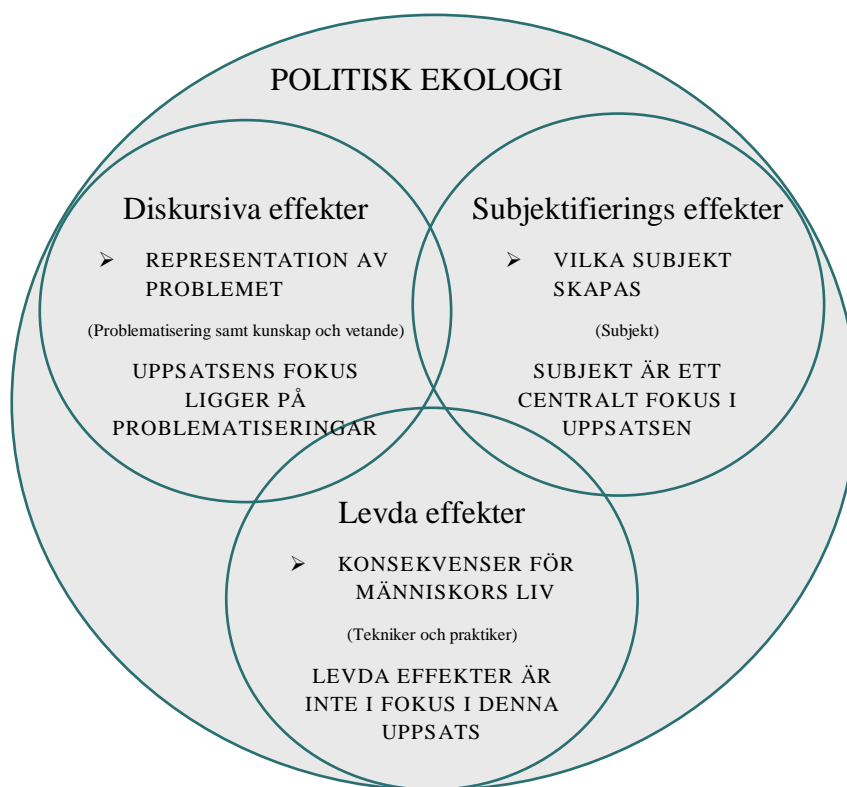 POLITISK EKOLOGI
Diskursiva effekter
➢ REPRESENTATION AV
PROBLEMET
(Problematisering samt kunskap och vetande)
UPPSATSENS FOKUS
LIGGER PÅ
PROBLEMATISERINGAR
Subjektifierings effekter
➢ VILKA SUBJEKT
SKAPAS
(Subjekt)
SUBJEKT ÄR ETT
CENTRALT FOKUS I
UPPSATSEN
Levda effekter
➢ KONSEKVENSER FÖR
MÄNNISKORS LIV
(Tekniker och praktiker)
LEVDA EFFEKTER ÄR
INTE I FOKUS I DENNA
UPPSATS